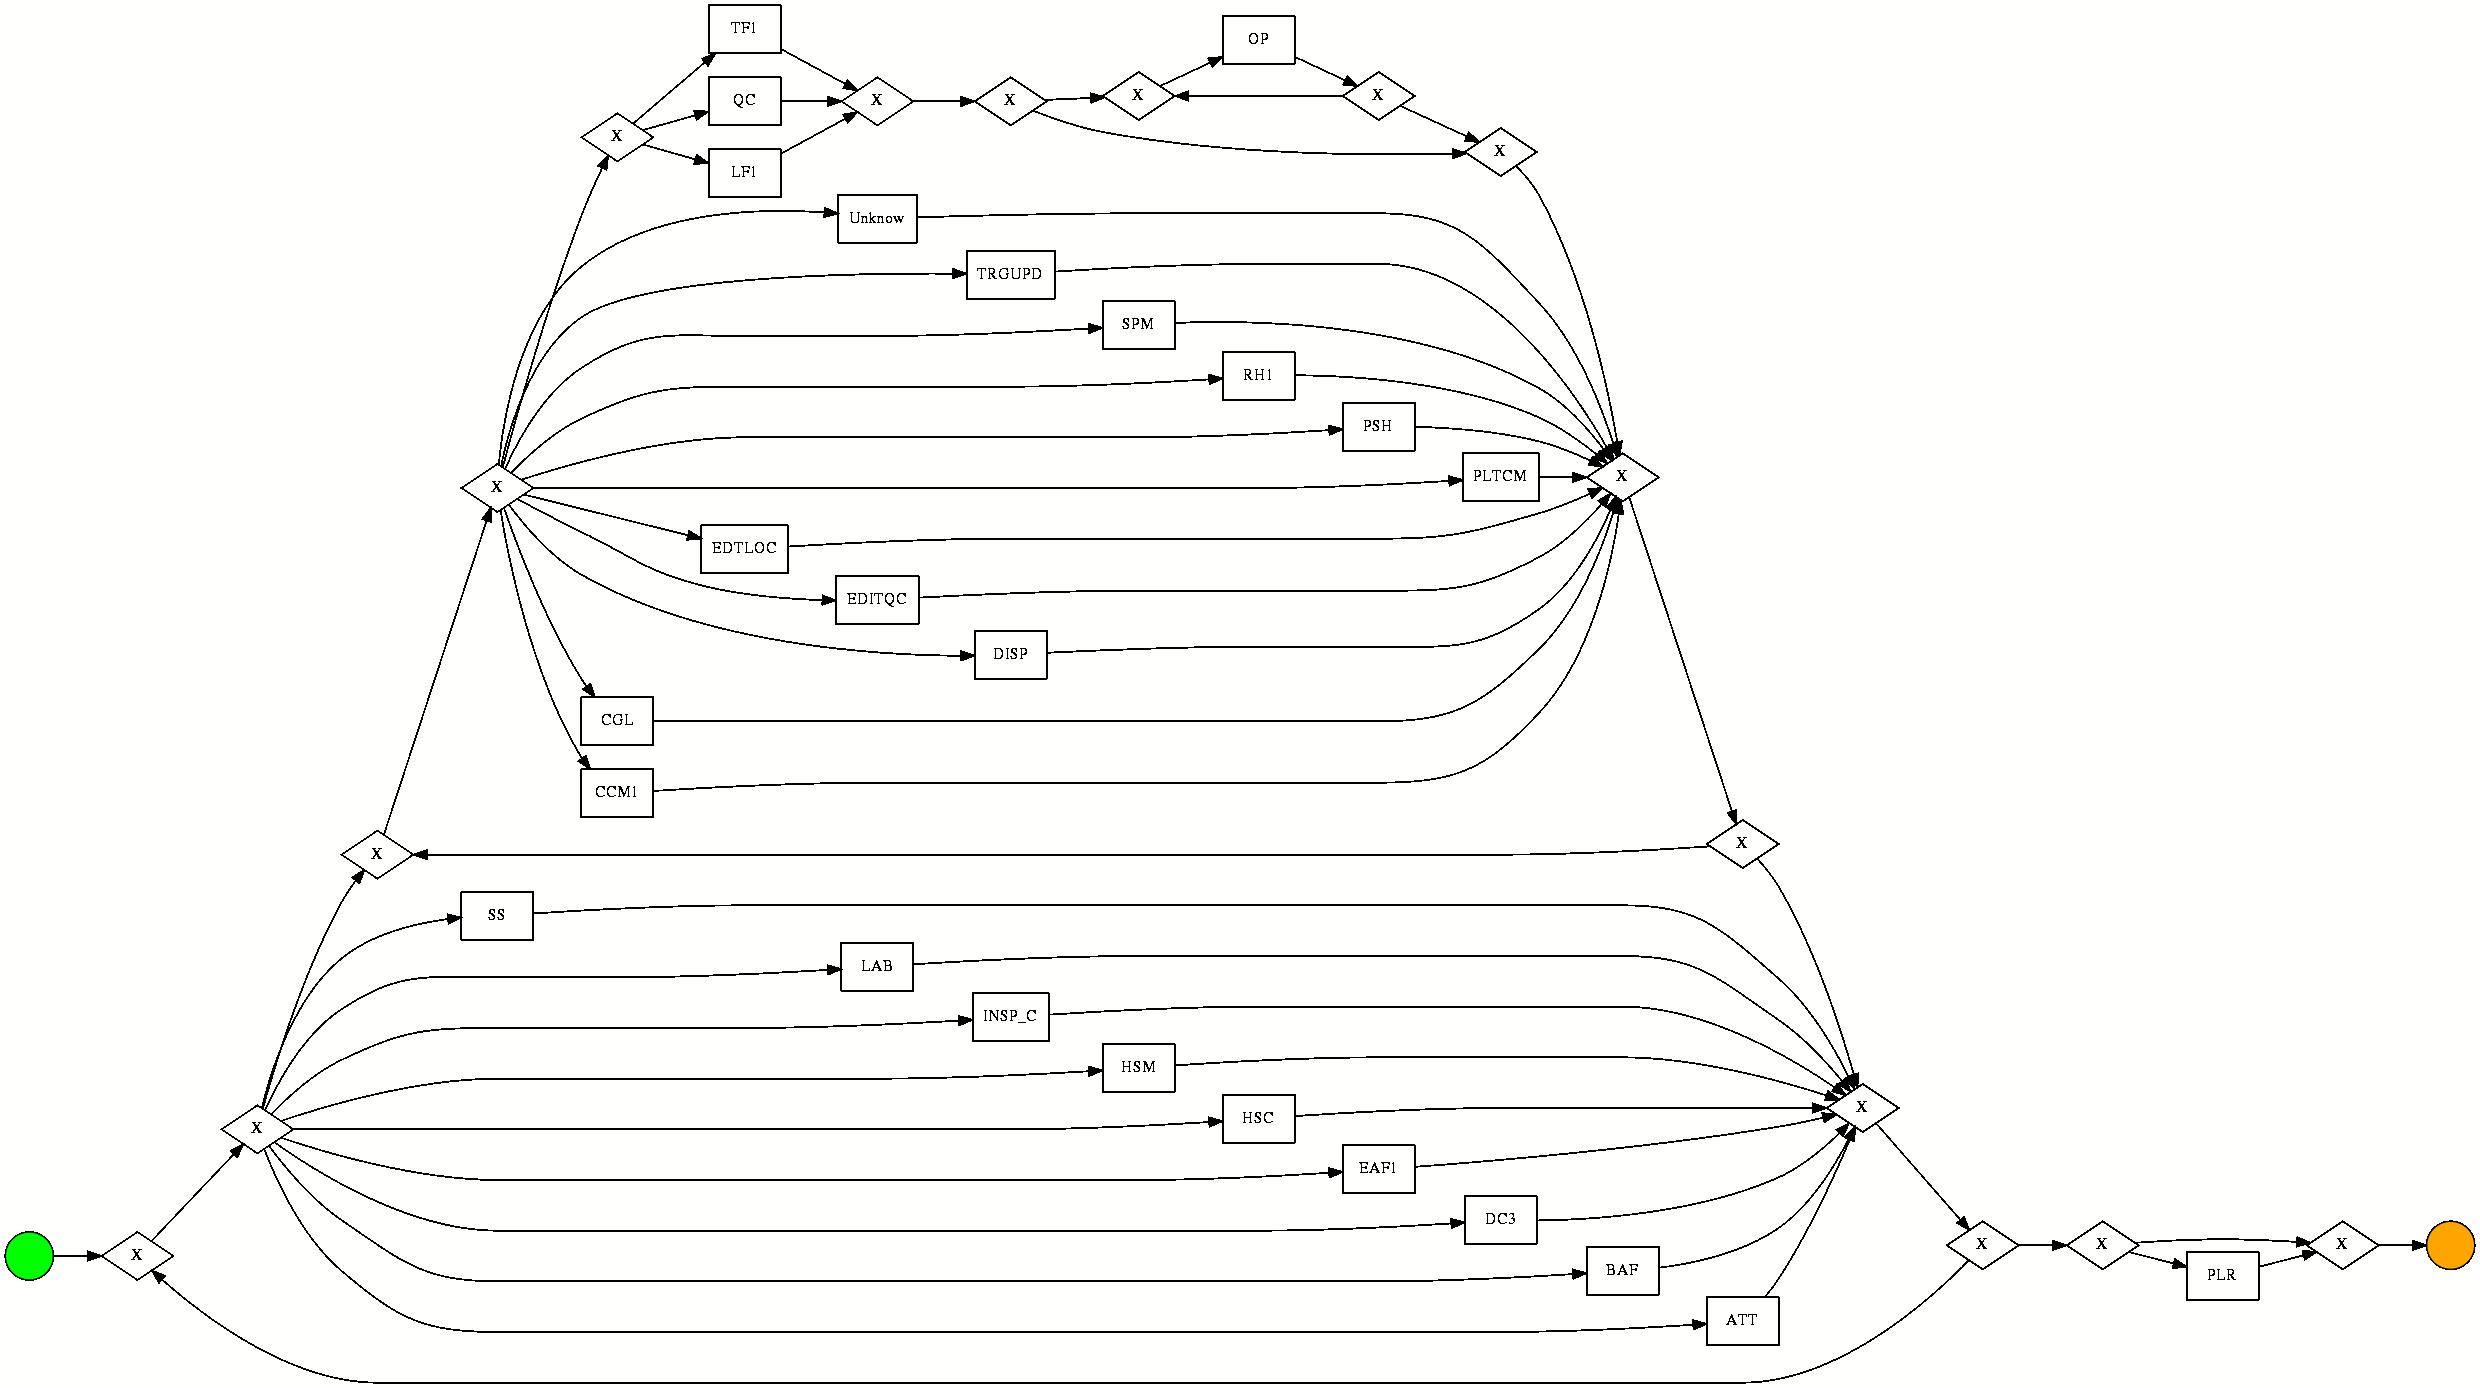 TF1
OP
QC
X
X
X
X
X
X
LF1
Unknow
TRGUPD
SPM
RH1
PSH
PLTCM
X
X
EDTLOC
EDITQC
DISP
CGL
CCM1
X
X
SS
LAB
INSP_C
HSM
HSC
X
X
EAF1
DC3
X
X
X
X
BAF
PLR
ATT